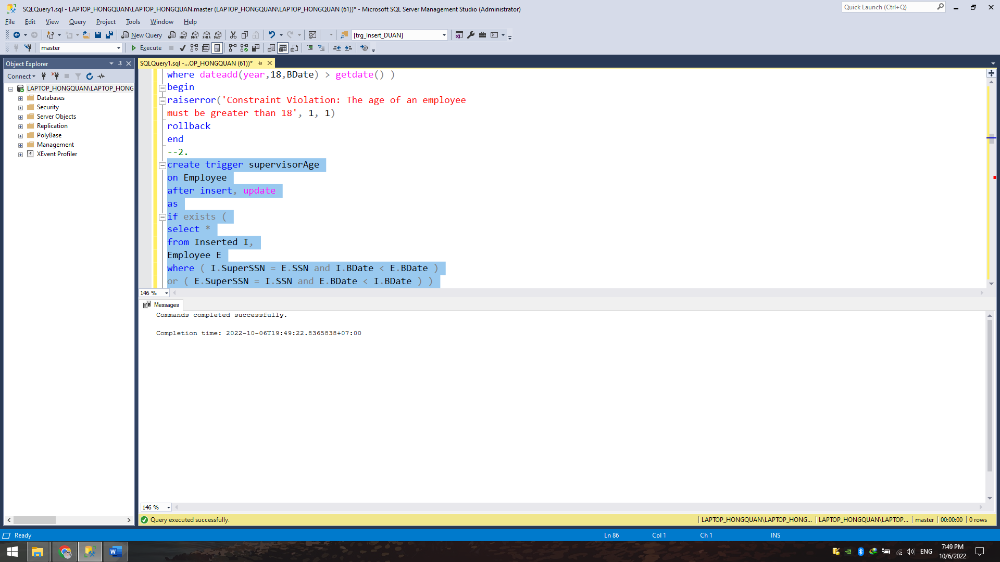 SQLQuery1.sql - LAPTOP_HONGQUAN\LAPTOP_HONGQUAN.master (LAPTOP_HONGQUAN\LAPTOP_HONGQUAN (61))* - Microsoft SQL Server Management Studio (Administrator)
Quick Launch (Ctrl+Q)
File Edit View Query Project Tools Window Help
New Query MDX DMX XMLA DAX [trg_Insert_DUAN]
master Execute
Object Explorer
SQLQuery1.sql -...OP_HONGQUAN (61))*
Connect
LAPTOP_HONGQUAN\LAPTOP_HONG
Databases
Security
Server Objects
Replication
PolyBase
Management
XEvent Profiler
where dateadd(year,18,BDate) > getdate() )
begin
raiserror('Constraint Violation: The age of an employee
must be greater than 18', 1, 1)
rollback
end
--2.
create trigger supervisorAge
on Employee
after insert, update
as
if exists (
select *
from Inserted I,
Employee E
where ( I.SuperSSN = E.SSN and I.BDate < E.BDate )
or ( E.SuperSSN = I.SSN and E.BDate < I.BDate ) )
146 %
Messages
Commands completed successfully.
Completion time: 2022-10-06T19:49:22.8365838+07:00
146 %
Query executed successfully.
LAPTOP_HONGQUAN\LAPTOP_HONG... LAPTOP_HONGQUAN\LAPTOP... master 00:00:00 0 rows
Ready
Ln 86 Col 1 Ch 1 INS
ENG
7:49 PM
10/6/2022